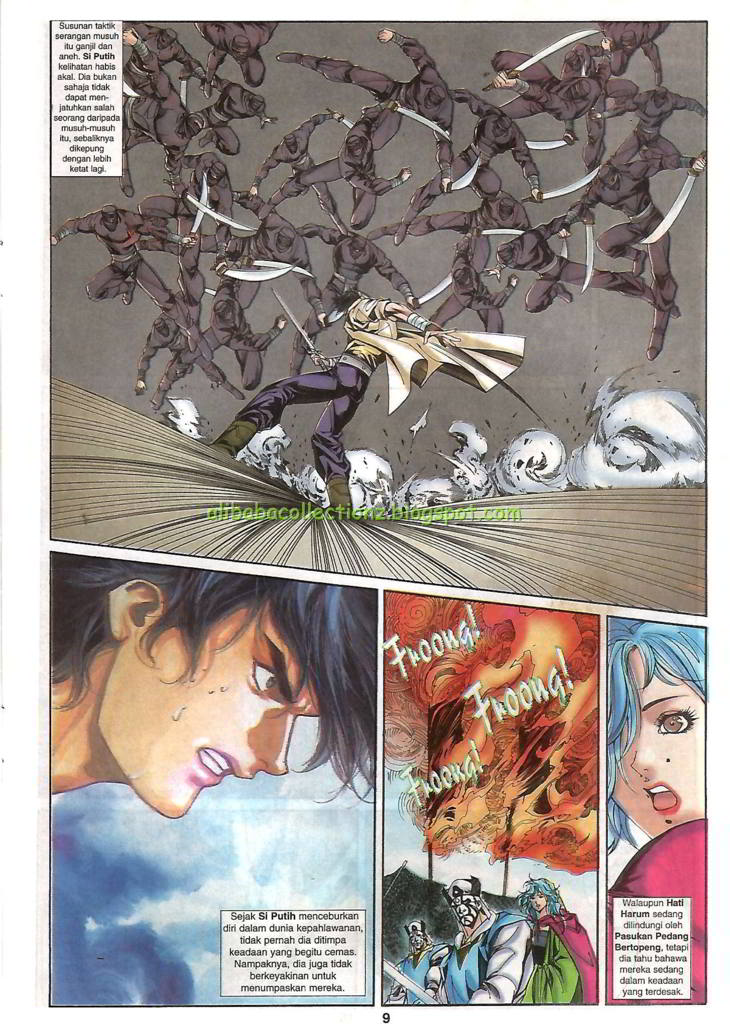 Susunan taktik
serangan musuh
itu ganjil dan
aneh. Si Putih
kelihatan habis
akal. Dia bukan
sahaja tidak
dapat men-
jatuhkan salah
seorang daripada
musuh-musuh
itu, sebaliknya
dikepung
dengan lebih
ketat lagi.
alibabacollectionz.blogspot.com
Sejak Si Putih menceburkan
diri dalam dunia kepahlawanan,
tidak pernah dia ditimpa
keadaan yang begitu cemas.
Nampaknya, dia juga tidak
berkeyakinan untuk
menumpaskan mereka.
Froong!
Froong!
Froong!
Walaupun Hati
Harum sedang
dilindungi oleh
Pasukan Pedang
Bertopeng, tetapi
dia tahu bahawa
mereka sedang
dalam keadaan
yang terdesak.
9